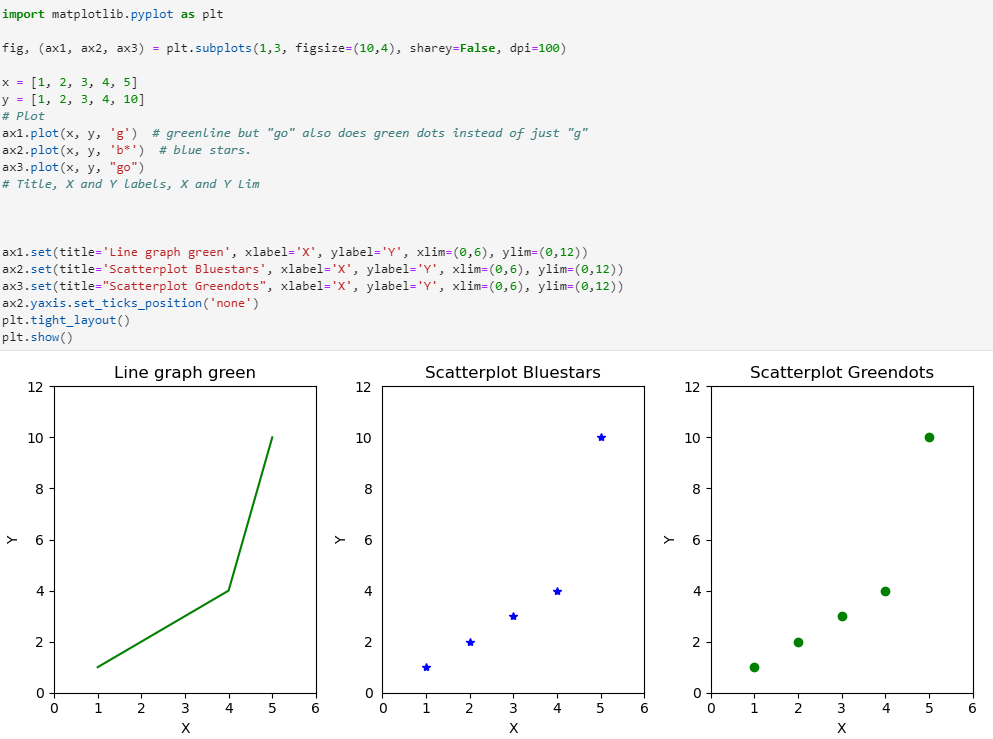 import matplotlib.pyplot as plt
fig, (ax1, ax2, ax3) = plt.subplots(1,3, figsize=(10,4), sharey=False, dpi=100)
x = [1, 2, 3, 4, 5]
y = [1, 2, 3, 4, 10]
# Plot
ax1.plot(x, y, 'g')  # greenline but "go" also does green dots instead of just "g"
ax2.plot(x, y, 'b*')  # blue stars.
ax3.plot(x, y, "go")
# Title, X and Y labels, X and Y Lim
ax1.set(title='Line graph green', xlabel='X', ylabel='Y', xlim=(0,6), ylim=(0,12))
ax2.set(title='Scatterplot Bluestars', xlabel='X', ylabel='Y', xlim=(0,6), ylim=(0,12))
ax3.set(title="Scatterplot Greendots", xlabel='X', ylabel='Y', xlim=(0,6), ylim=(0,12))
ax2.yaxis.set_ticks_position('none')
plt.tight_layout()
plt.show()
Line graph green
12
10
8
6
4
2
0
Y
0 1 2 3 4 5 6
X
Scatterplot Bluestars
12
10
8
6
4
2
0
Y
0 1 2 3 4 5 6
X
Scatterplot Greendots
12
10
8
6
4
2
0
Y
0 1 2 3 4 5 6
X